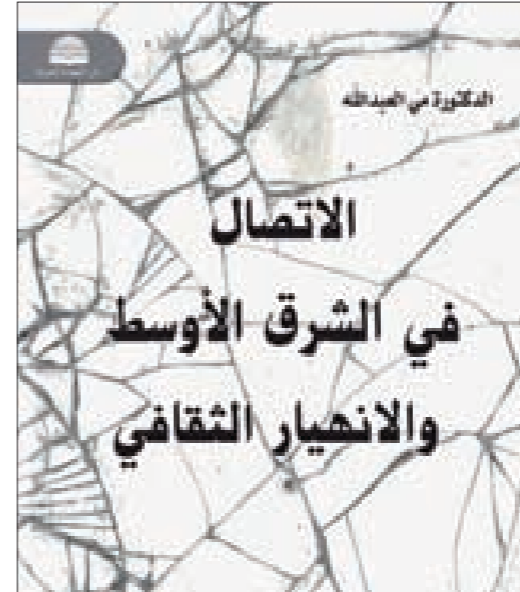 الدكتورة مي العبدالله
الاتصال
في الشرق الأوسط
والانهيار الثقافي